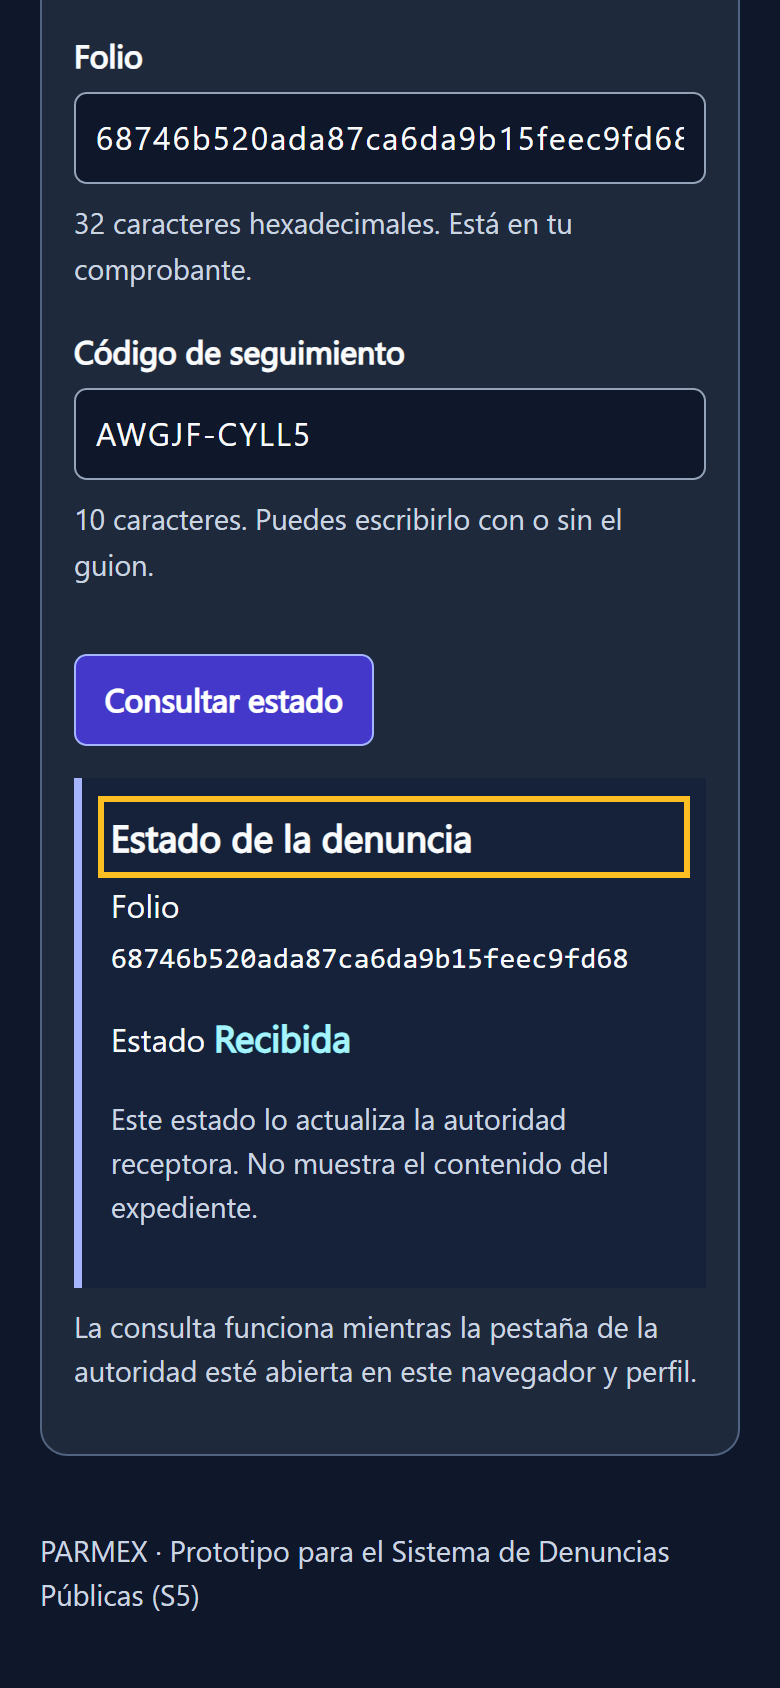 Folio
68746b520ada87ca6da9b15feec9fd68
32 caracteres hexadecimales. Está en tu
comprobante.
Código de seguimiento
AWGJF-CYLL5
10 caracteres. Puedes escribirlo con o sin el
guion.
Consultar estado
Estado de la denuncia
Folio
68746b520ada87ca6da9b15feec9fd68
Estado Recibida
Este estado lo actualiza la autoridad
receptora. No muestra el contenido del
expediente.
La consulta funciona mientras la pestaña de la
autoridad esté abierta en este navegador y perfil.
PARMEX · Prototipo para el Sistema de Denuncias
Públicas (S5)